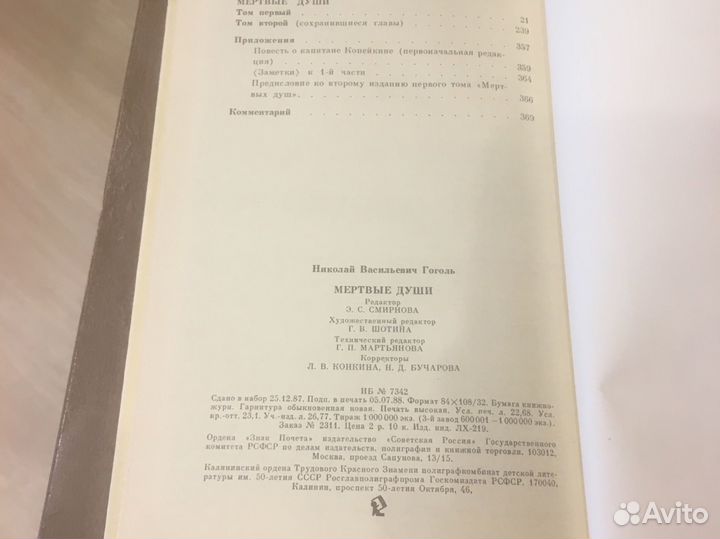 МЕРТВЫЕ ДУШИ
Том первый . . . 21
Том второй (сохранившиеся главы) . . . 239
Приложения . . . 357
Повесть о капитане Копейкине (первоначальная редак-
ция) . . . 359
(Заметки) к 1-й части . . . 364
Предисловие ко второму изданию первого тома «Мерт-
вых душ». . . . 366
Комментарий . . . 369
Николай Васильевич Гоголь
МЕРТВЫЕ ДУШИ
Редактор
Э. С. СМИРНОВА
Художественный редактор
Г. В. ШОТИНА
Технический редактор
Г. П. МАРТЬЯНОВА
Корректоры
Л. В. КОНКИНА, Н. Д. БУЧАРОВА
ИБ № 7342
Сдано в набор 25.12.87. Подп. в печать 05.07.88. Формат 84×108/32. Бумага книжно-
журн. Гарнитура обыкновенная новая. Печать высокая. Усл. печ. л. 22,68. Усл.
кр.-отт. 23,1. Уч.-изд. л. 26,77. Тираж 1 000 000 экз. (3-й завод 600 001 —1 000 000 экз.)
Заказ № 2311. Цена 2 р. 10 к. Изд. инд. ЛХ-219.
Ордена «Знак Почета» издательство «Советская Россия» Государственного
комитета РСФСР по делам издательств, полиграфии и книжной торговли. 103012,
Москва, проезд Сапунова, 13/15.
Калининский ордена Трудового Красного Знамени полиграфкомбинат детской лите-
ратуры им. 50-летия СССР Росглавполиграфпрома Госкомиздата РСФСР. 170040,
Калинин, проспект 50-летия Октября, 46.
Avito